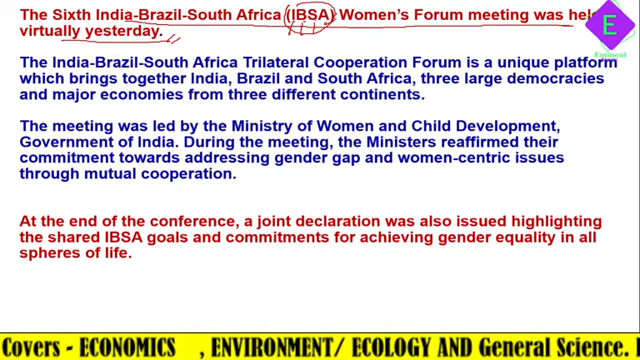 The Sixth India-Brazil-South Africa (IBSA) Women's Forum meeting was held
virtually yesterday.
The India-Brazil-South Africa Trilateral Cooperation Forum is a unique platform
which brings together India, Brazil and South Africa, three large democracies
and major economies from three different continents.
The meeting was led by the Ministry of Women and Child Development,
Government of India. During the meeting, the Ministers reaffirmed their
commitment towards addressing gender gap and women-centric issues
through mutual cooperation.
At the end of the conference, a joint declaration was also issued highlighting
the shared IBSA goals and commitments for achieving gender equality in all
spheres of life.
E
Eminent
Covers - ECONOMICS , ENVIRONMENT/ ECOLOGY AND General Science.